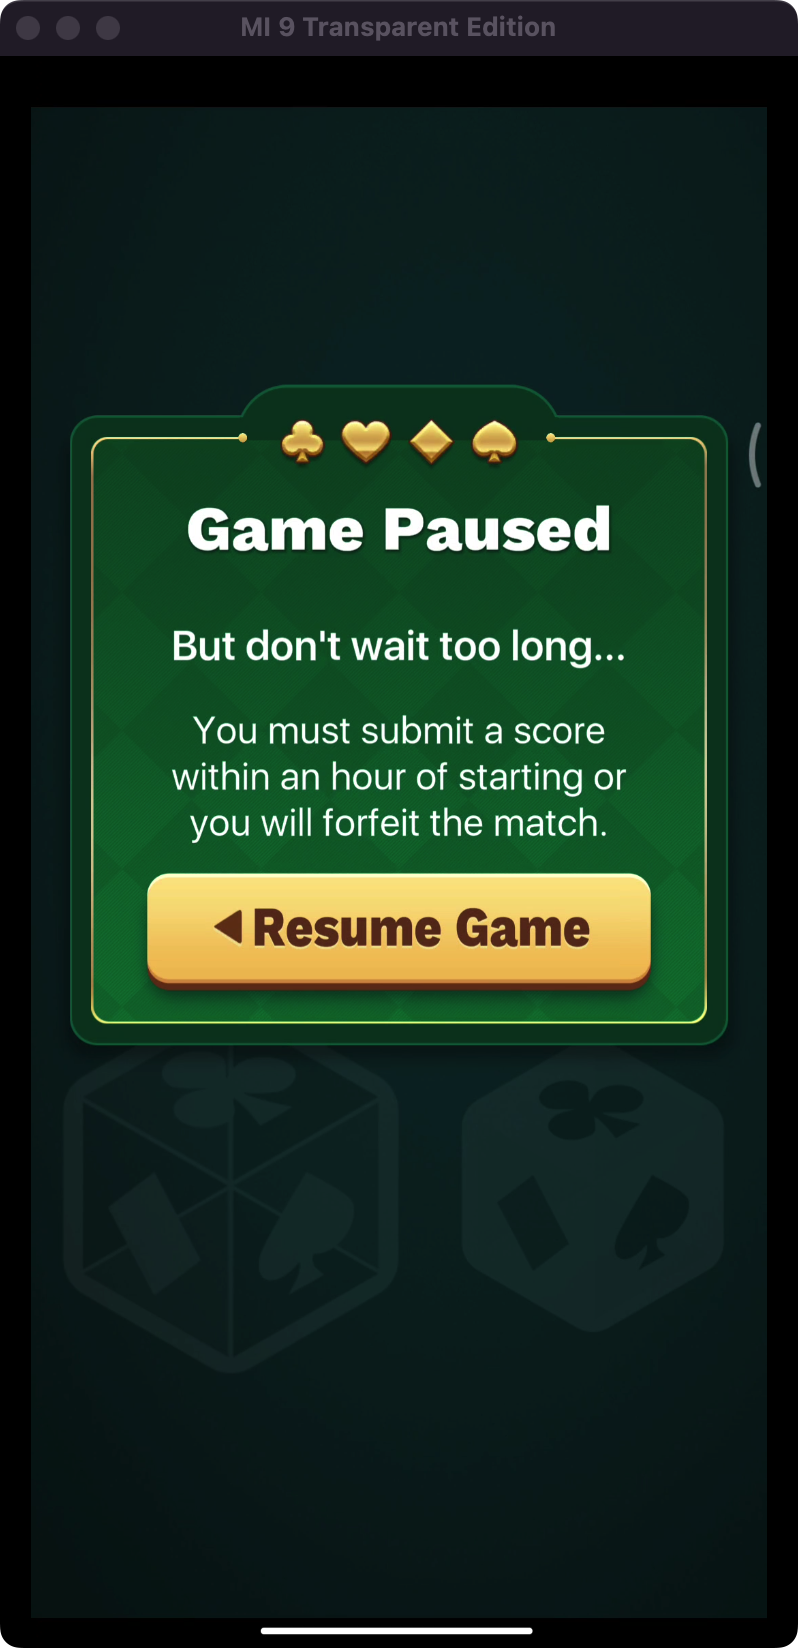 MI 9 Transparent Edition
Game Paused
But don't wait too long...
You must submit a score
within an hour of starting or
you will forfeit the match.
Resume Game